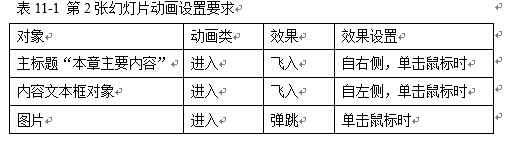 表 11-1 第 2 张幻灯片动画设置要求
对象 动画类 效果 效果设置
主标题“本章主要内容” 进入 飞入 自右侧，单击鼠标时
内容文本框对象 进入 飞入 自左侧，单击鼠标时
图片 进入 弹跳 单击鼠标时